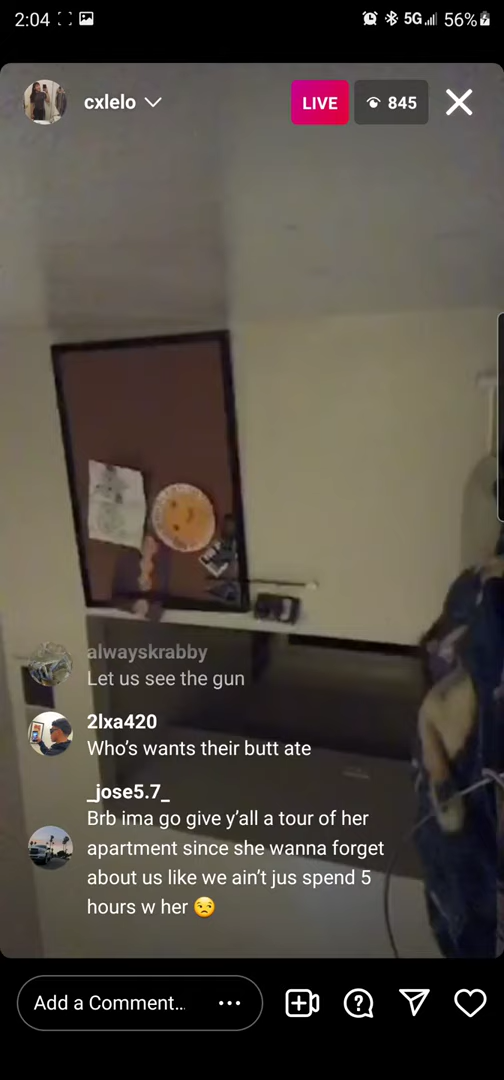 2:04
5G
56%
cxlelo
LIVE
845
alwayskrabby
Let us see the gun
2lxa420
Who's wants their butt ate
_jose5.7_
Brb ima go give y'all a tour of her
apartment since she wanna forget
about us like we ain't jus spend 5
hours w her 😒
Add a Comment...